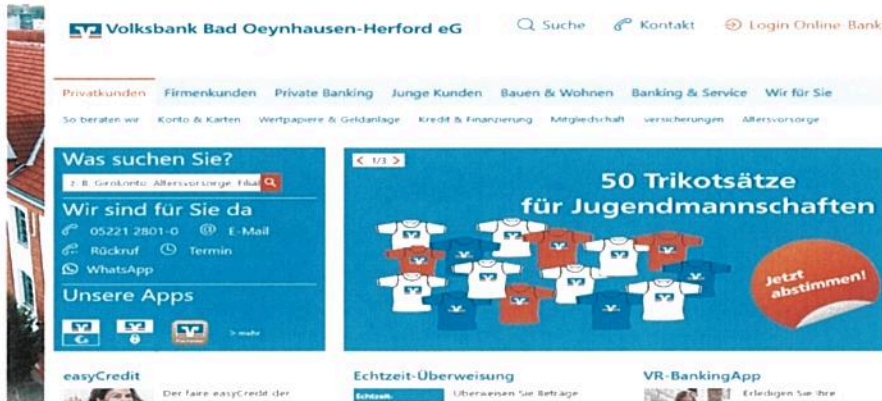 Volksbank Bad Oeynhausen-Herford eG
Suche Kontakt Login Online-Bank
Privatkunden Firmenkunden Private Banking Junge Kunden Bauen & Wohnen Banking & Service Wir für Sie
So beraten wir Konto & Karten Wertpapiere & Geldanlage Kredit & Finanzierung Mitgliedschaft Versicherungen Altersvorsorge
Was suchen Sie?
z. B. Girokonto, Altersvorsorge, Filial
Wir sind für Sie da
05221 2801-0 @ E-Mail
Rückruf Termin
WhatsApp
Unsere Apps
> mehr
< 1/3 >
50 Trikotsätze
für Jugendmannschaften
Jetzt
abstimmen!
easyCredit
Der faire easyCredit der
Echtzeit-Überweisung
Echtzeit-
Überweisen Sie Beträge
VR-BankingApp
Erledigen Sie Ihre